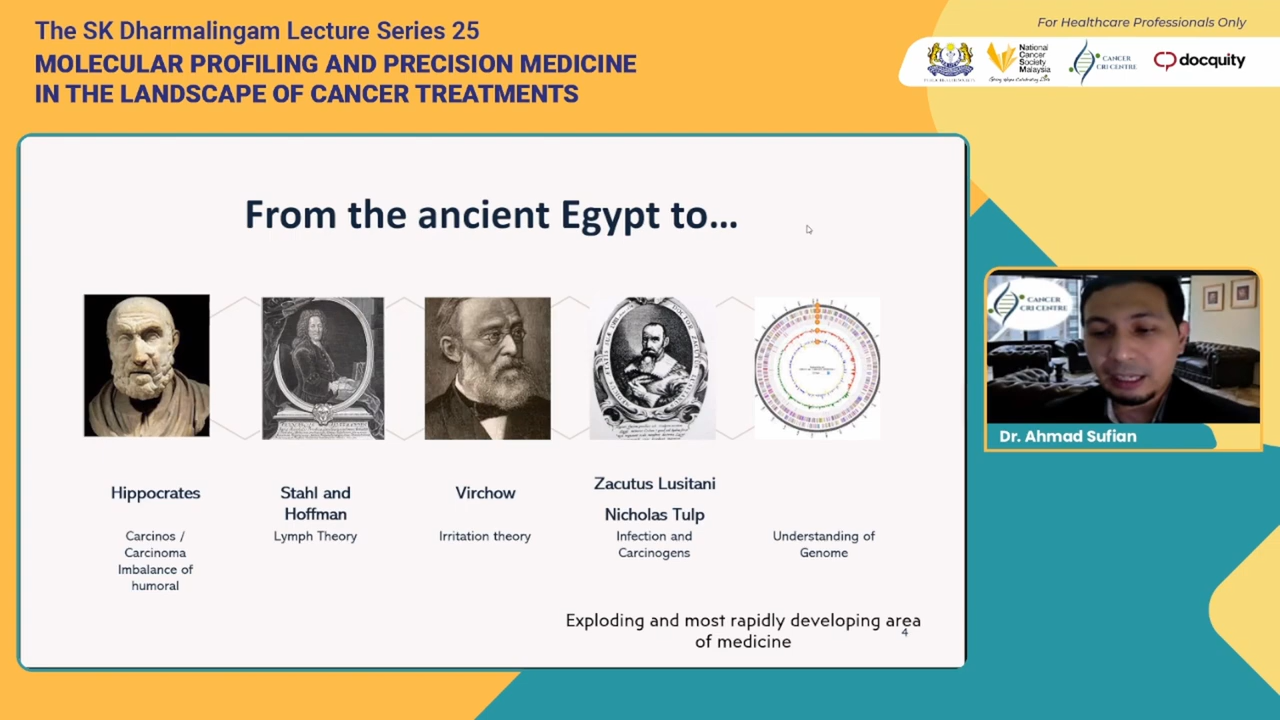 The SK Dharmalingam Lecture Series 25
MOLECULAR PROFILING AND PRECISION MEDICINE
IN THE LANDSCAPE OF CANCER TREATMENTS
For Healthcare Professionals Only
National
Cancer
Society
Malaysia
CANCER
CRI CENTRE
docquity
From the ancient Egypt to...
Hippocrates
Carcinos /
Carcinoma
Imbalance of
humoral
Stahl and
Hoffman
Lymph Theory
Virchow
Irritation theory
Zacutus Lusitani
Nicholas Tulp
Infection and
Carcinogens
Understanding of
Genome
Exploding and most rapidly developing area
of medicine
4
CANCER
CRI CENTRE
Dr. Ahmad Sufian